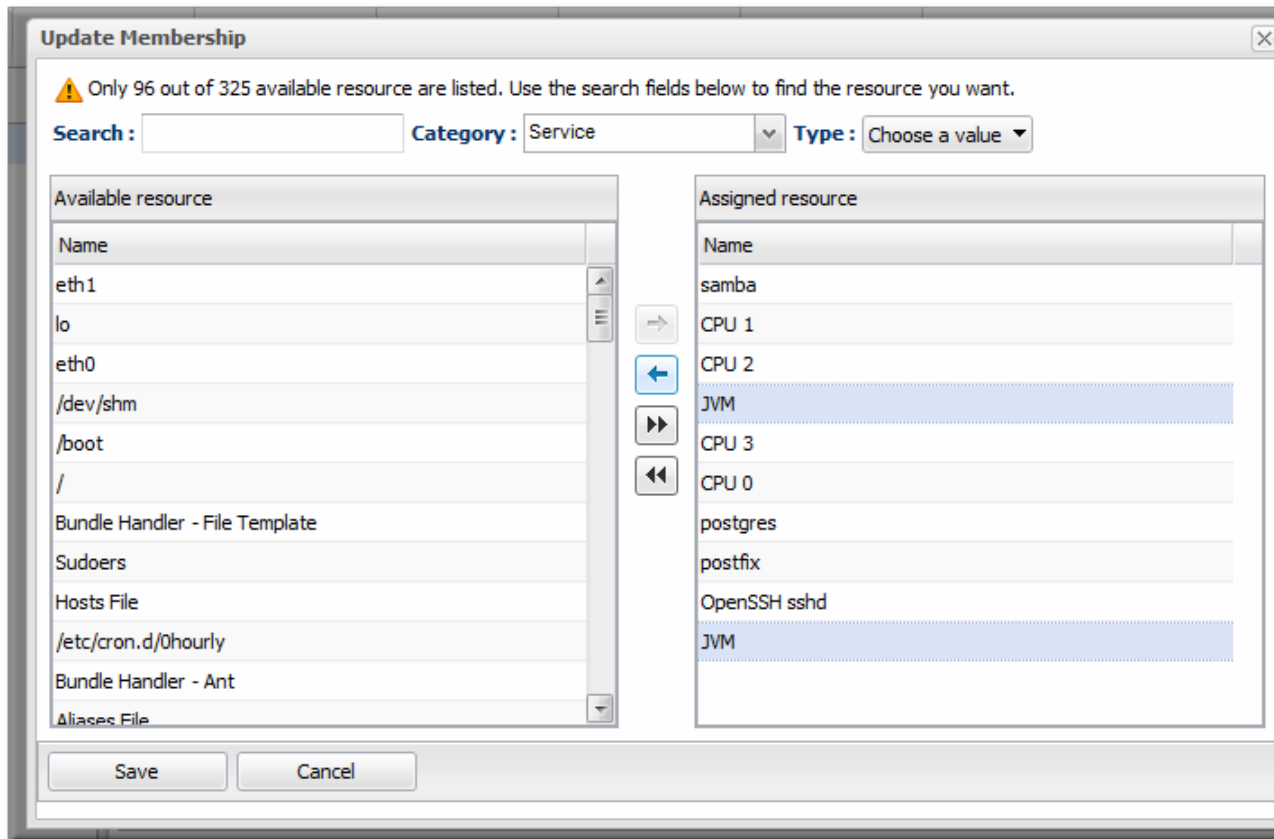 Update Membership
Only 96 out of 325 available resource are listed. Use the search fields below to find the resource you want.
Search : Category : Service Type : Choose a value
Available resource
Name
eth1
lo
eth0
/dev/shm
/boot
/
Bundle Handler - File Template
Sudoers
Hosts File
/etc/cron.d/0hourly
Bundle Handler - Ant
Aliases File
Assigned resource
Name
samba
CPU 1
CPU 2
JVM
CPU 3
CPU 0
postgres
postfix
OpenSSH sshd
JVM
Save Cancel